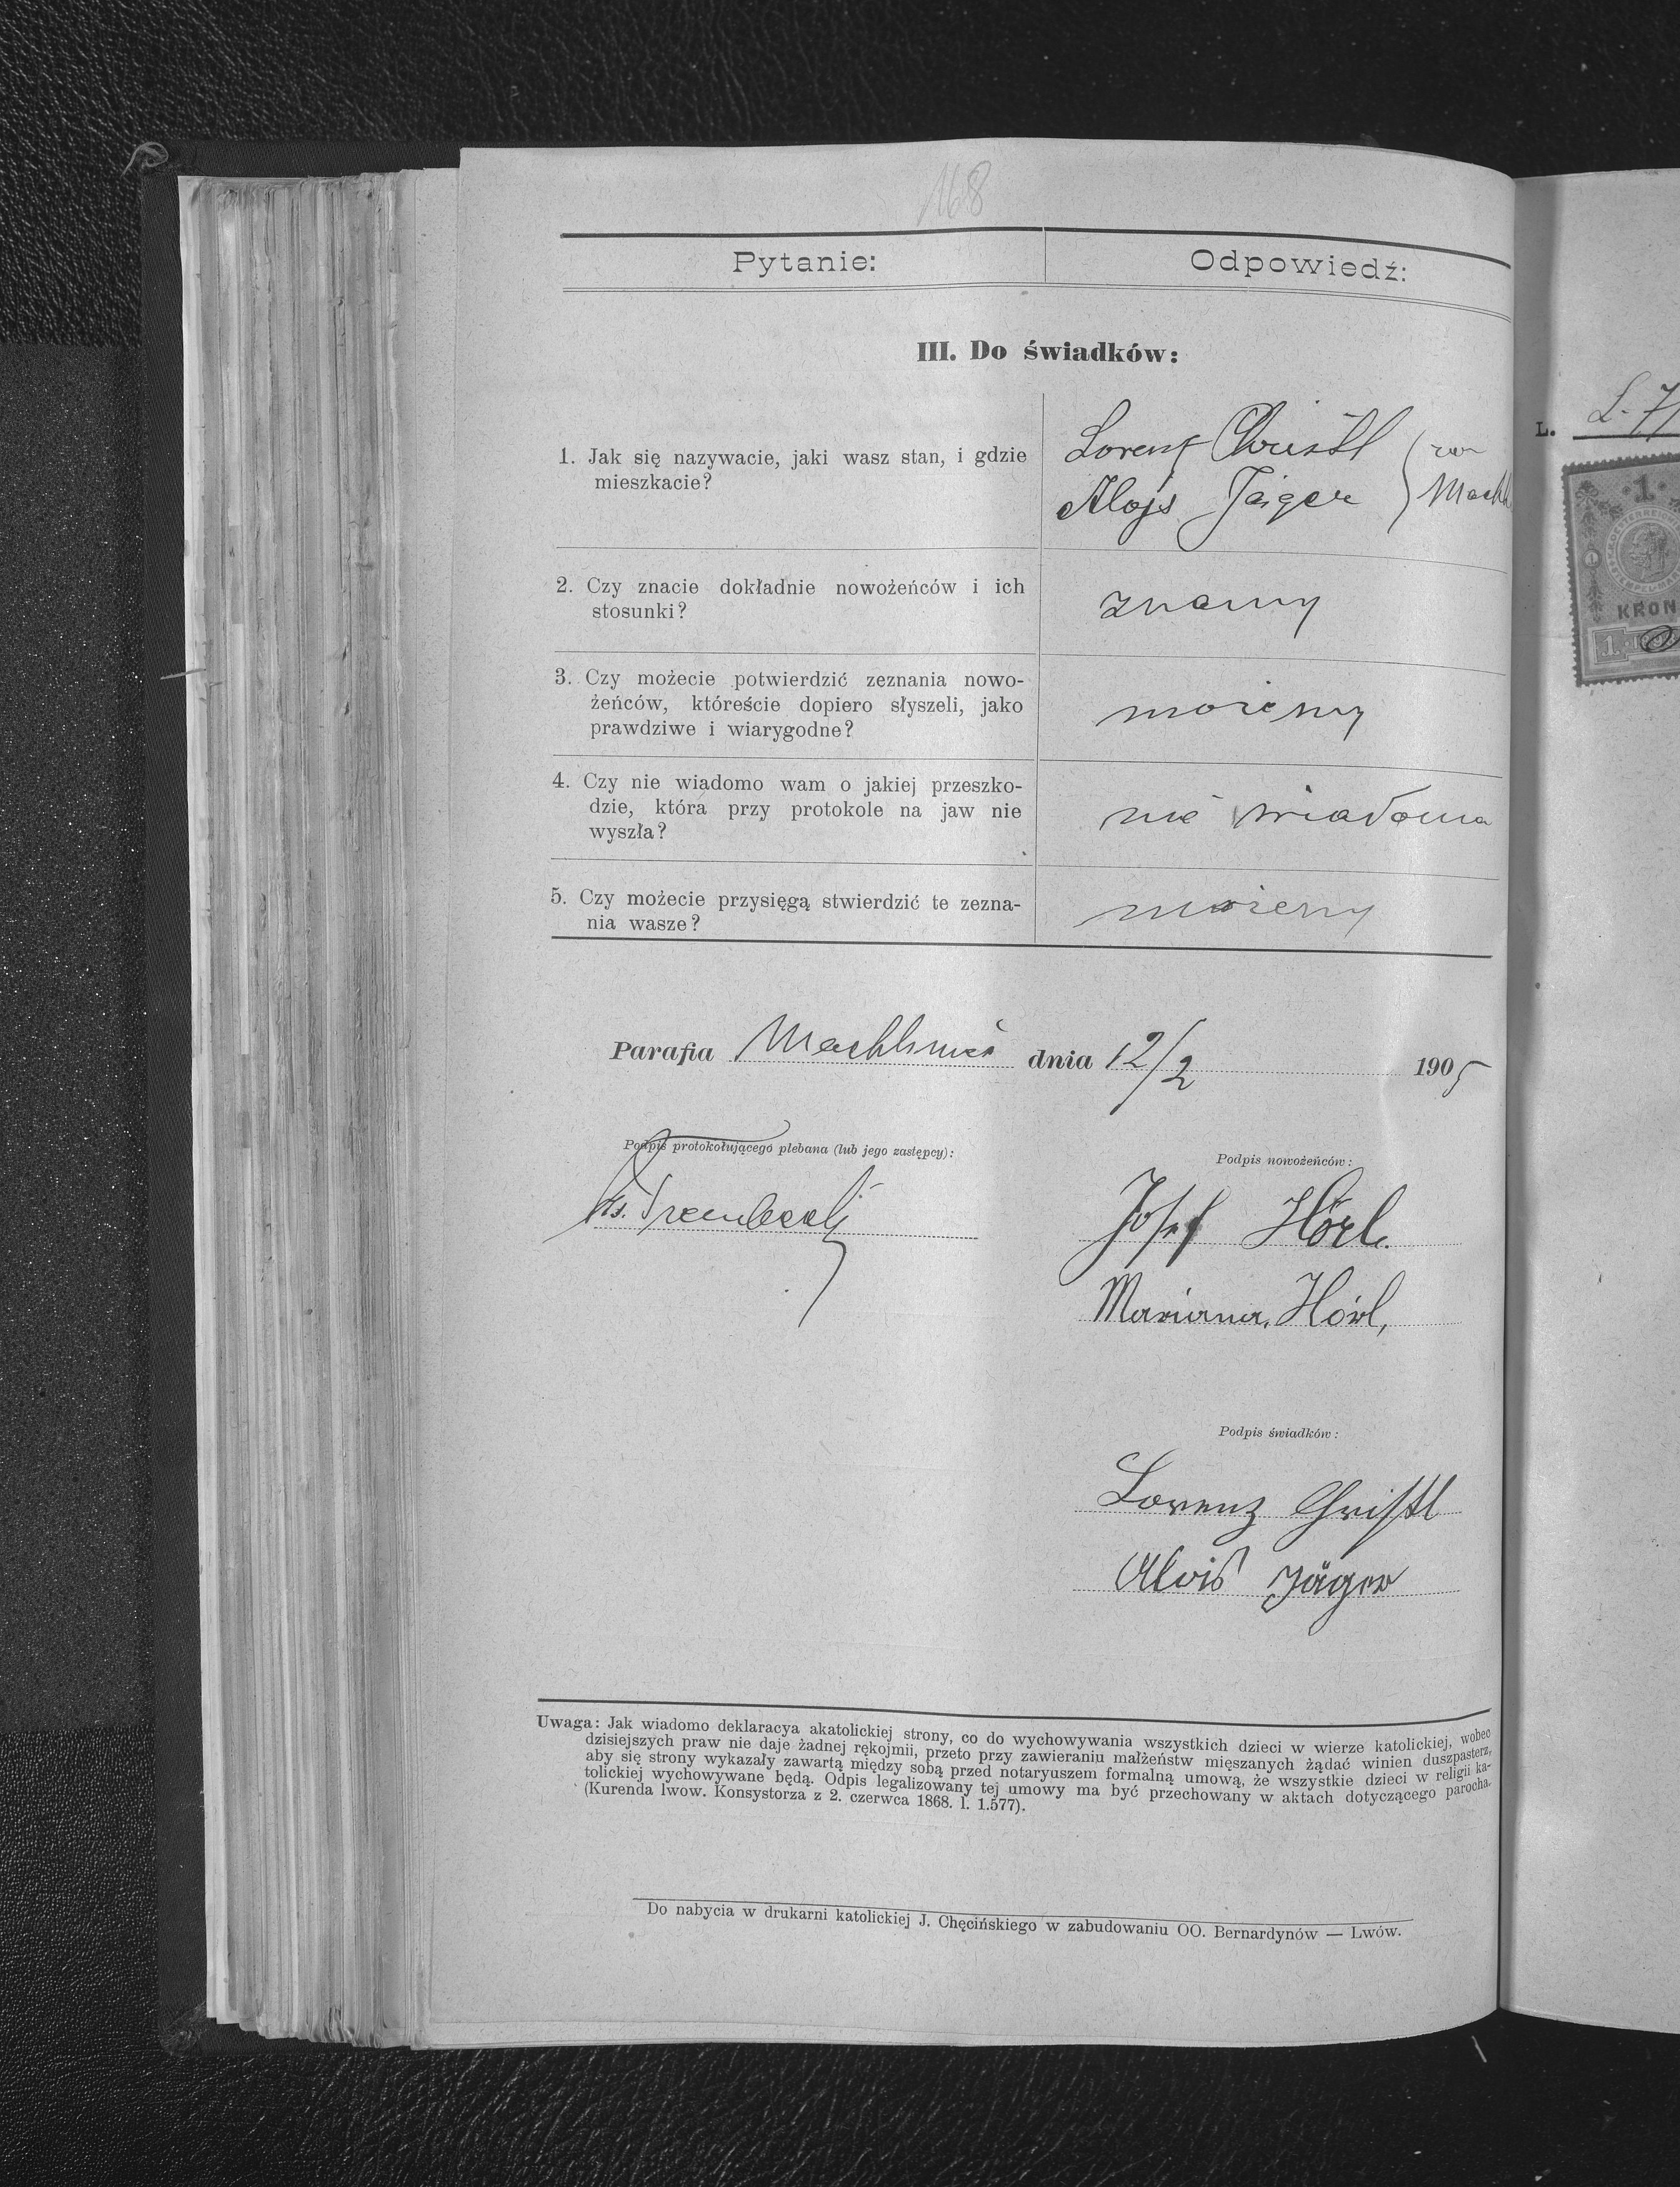 168
Pytanie: Odpowiedź:
III. Do świadków:
1. Jak się nazywacie, jaki wasz stan, i gdzie
mieszkacie?
Lorenz Christl
Alojs Jäger
2. Czy znacie dokładnie nowożeńców i ich
stosunki?
znamy
3. Czy możecie potwierdzić zeznania nowo-
żeńców, któreście dopiero słyszeli, jako
prawdziwe i wiarygodne?
możemy
4. Czy nie wiadomo wam o jakiej przeszko-
dzie, która przy protokole na jaw nie
wyszła?
nie wiadomo
5. Czy możecie przysięgą stwierdzić te zezna-
nia wasze?
możemy
Parafia Machliniec dnia 12/2 1905
Podpis protokołującego plebana (lub jego zastępcy):
Podpis nowożeńców:
Josef Hörl.
Mariana, Hörl,
Podpis świadków:
Lorenz Christl
Alois Jäger
Uwaga: Jak wiadomo deklaracya akatolickiej strony, co do wychowywania wszystkich dzieci w wierze katolickiej, wobec
dzisiejszych praw nie daje żadnej rękojmii, przeto przy zawieraniu małżeństw mięszanych żądać winien duszpasterz,
aby się strony wykazały zawartą między sobą przed notaryuszem formalną umową, że wszystkie dzieci w religii ka-
tolickiej wychowywane będą. Odpis legalizowany tej umowy ma być przechowany w aktach dotyczącego parocha.
(Kurenda lwow. Konsystorza z 2. czerwca 1868. l. 1.577).
Do nabycia w drukarni katolickiej J. Chęcińskiego w zabudowaniu OO. Bernardynów — Lwów.
L.
1
KRON